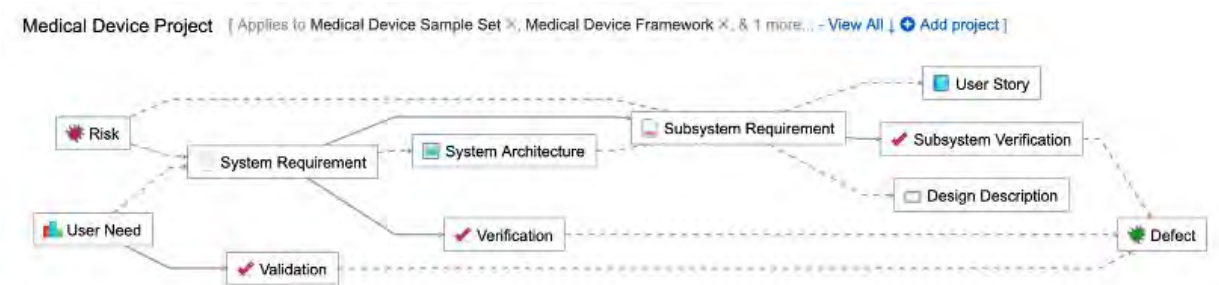 Medical Device Project [ Applies to Medical Device Sample Set ×, Medical Device Framework ×, & 1 more... - View All ↓ Add project ]
User Story
Risk
Subsystem Requirement
System Requirement
System Architecture
Subsystem Verification
Design Description
User Need
Verification
Defect
Validation